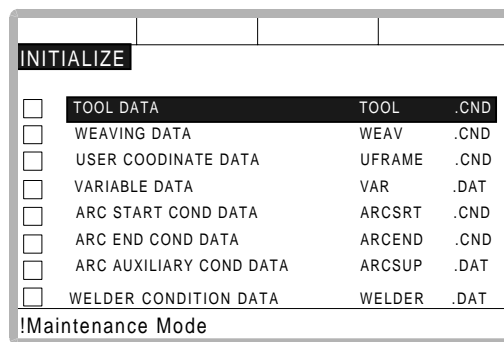 INITIALIZE
TOOL DATA TOOL .CND
WEAVING DATA WEAV .CND
USER COODINATE DATA UFRAME .CND
VARIABLE DATA VAR .DAT
ARC START COND DATA ARCSRT .CND
ARC END COND DATA ARCEND .CND
ARC AUXILIARY COND DATA ARCSUP .DAT
WELDER CONDITION DATA WELDER .DAT
!Maintenance Mode